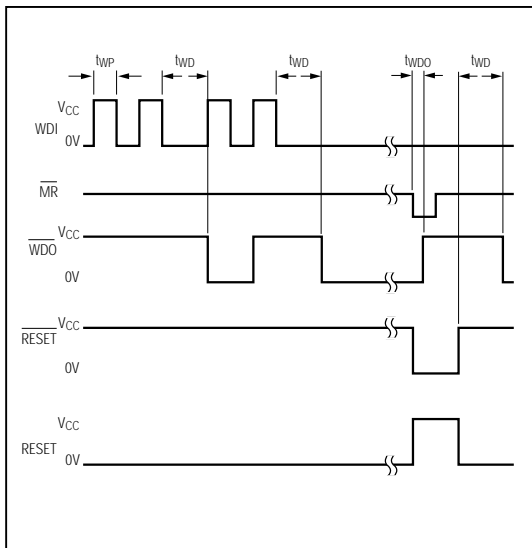 tWP tWD tWD tWDO tWD
VCC
WDI
0V
MR
VCC
WDO
0V
VCC
RESET
0V
VCC
RESET
0V